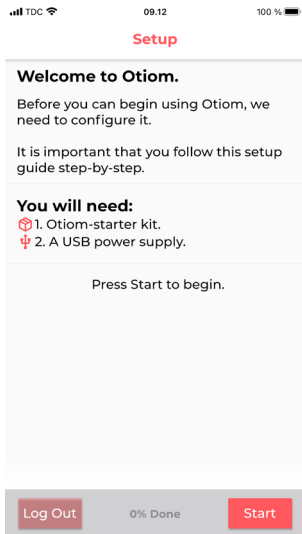 TDC 09.12 100 %
Setup
Welcome to Otiom.
Before you can begin using Otiom, we
need to configure it.
It is important that you follow this setup
guide step-by-step.
You will need:
1. Otiom-starter kit.
2. A USB power supply.
Press Start to begin.
Log Out 0% Done Start